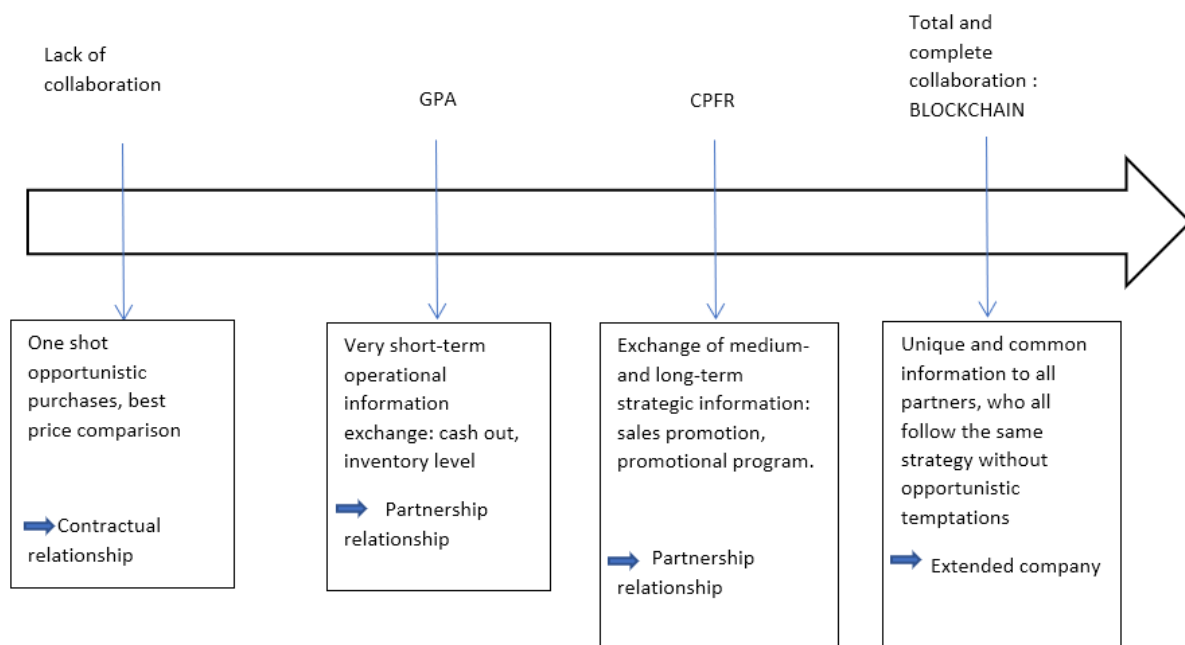 Lack of
collaboration
GPA
CPFR
Total and
complete
collaboration :
BLOCKCHAIN
One shot
opportunistic
purchases, best
price comparison
Contractual
relationship
Very short-term
operational
information
exchange: cash out,
inventory level
Partnership
relationship
Exchange of medium-
and long-term
strategic information:
sales promotion,
promotional program.
Partnership
relationship
Unique and common
information to all
partners, who all
follow the same
strategy without
opportunistic
temptations
Extended company